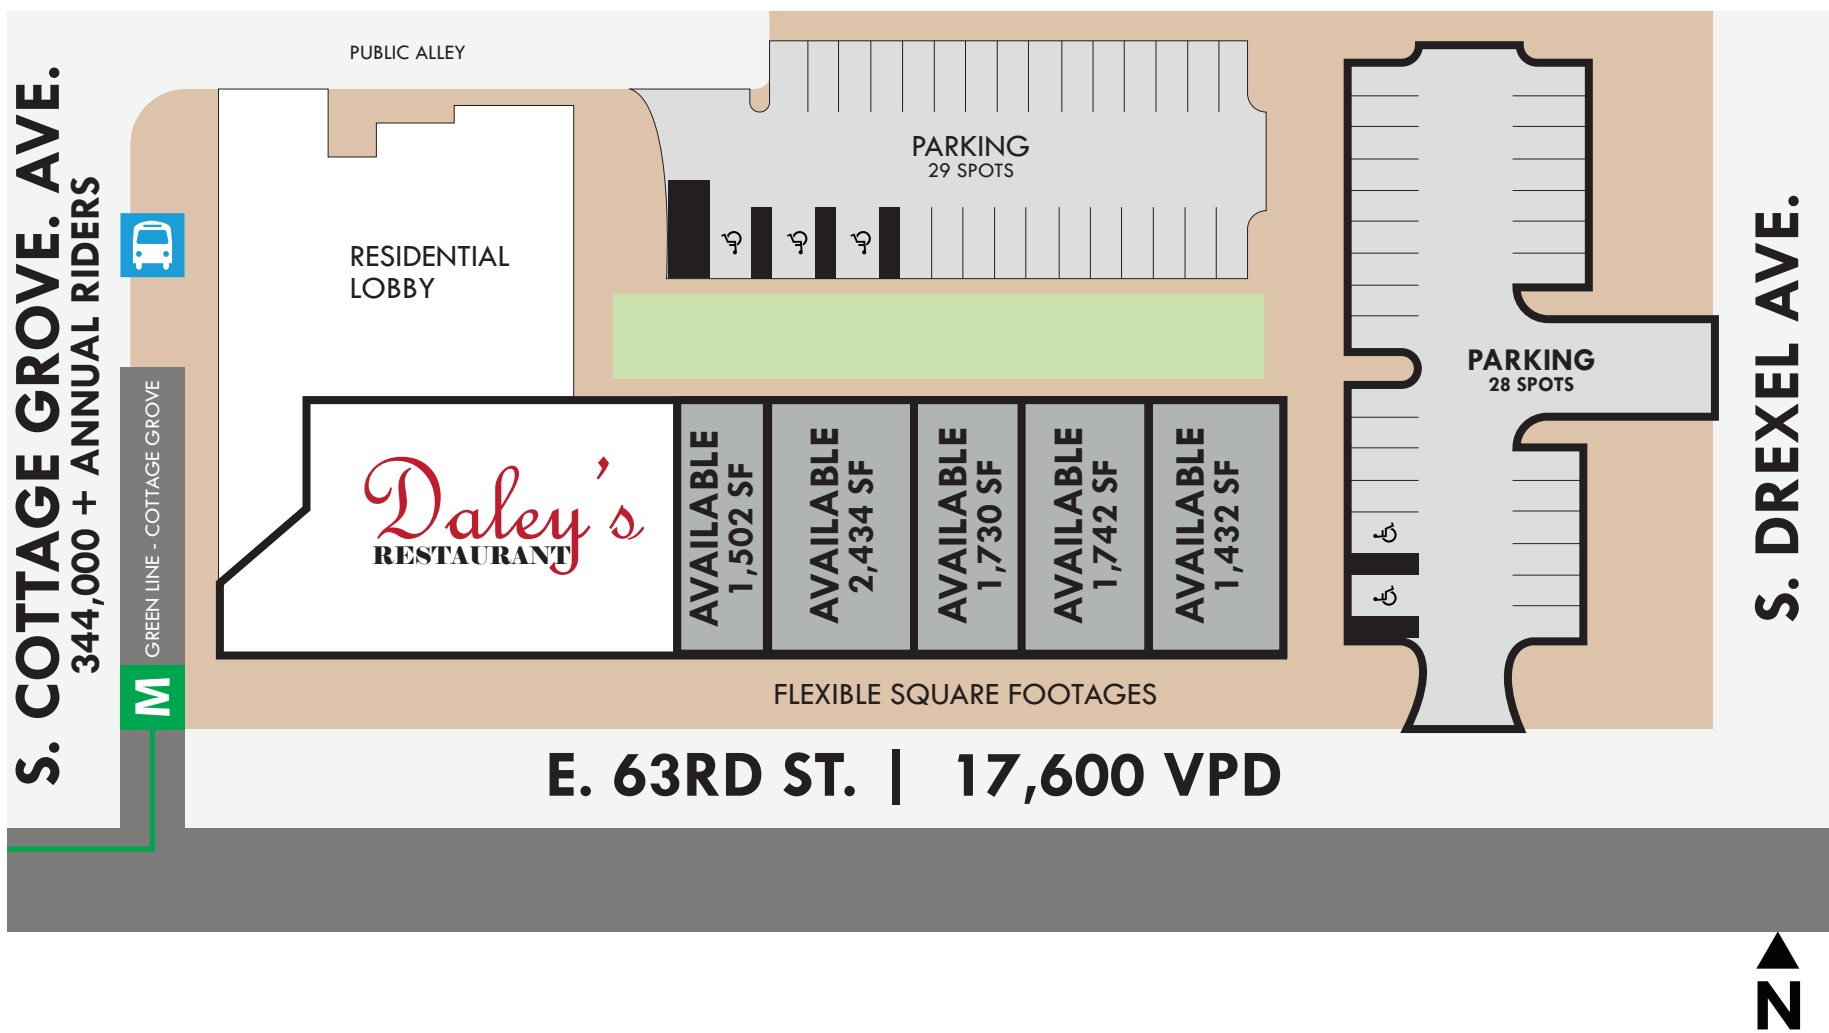 PUBLIC ALLEY
S. COTTAGE GROVE. AVE.
344,000 + ANNUAL RIDERS
GREEN LINE - COTTAGE GROVE
M
RESIDENTIAL
LOBBY
PARKING
29 SPOTS
PARKING
28 SPOTS
S. DREXEL AVE.
Daley's
RESTAURANT
AVAILABLE
1,502 SF
AVAILABLE
2,434 SF
AVAILABLE
1,730 SF
AVAILABLE
1,742 SF
AVAILABLE
1,432 SF
FLEXIBLE SQUARE FOOTAGES
E. 63RD ST. | 17,600 VPD
N